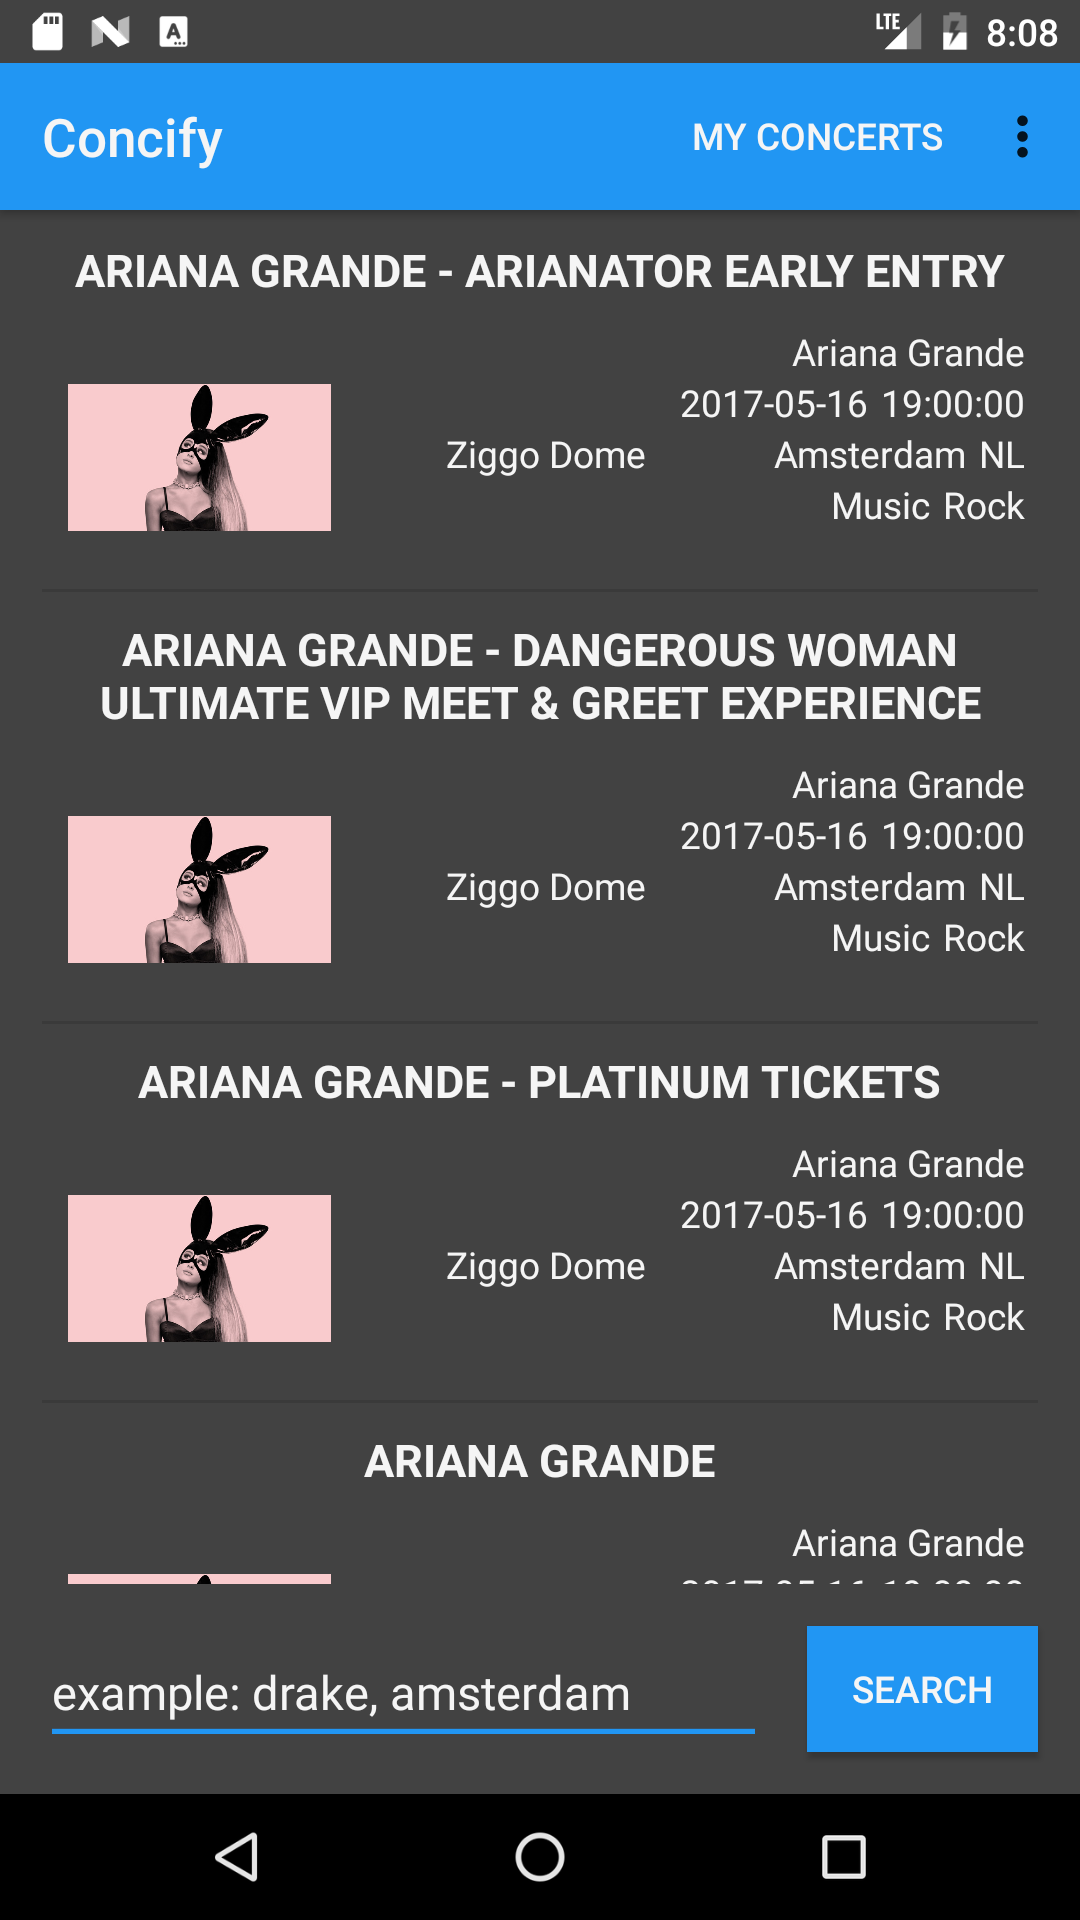 LTE 8:08
Concify MY CONCERTS
ARIANA GRANDE - ARIANATOR EARLY ENTRY
Ariana Grande
2017-05-16 19:00:00
Ziggo Dome Amsterdam NL
Music Rock
ARIANA GRANDE - DANGEROUS WOMAN
ULTIMATE VIP MEET & GREET EXPERIENCE
Ariana Grande
2017-05-16 19:00:00
Ziggo Dome Amsterdam NL
Music Rock
ARIANA GRANDE - PLATINUM TICKETS
Ariana Grande
2017-05-16 19:00:00
Ziggo Dome Amsterdam NL
Music Rock
ARIANA GRANDE
Ariana Grande
example: drake, amsterdam
SEARCH